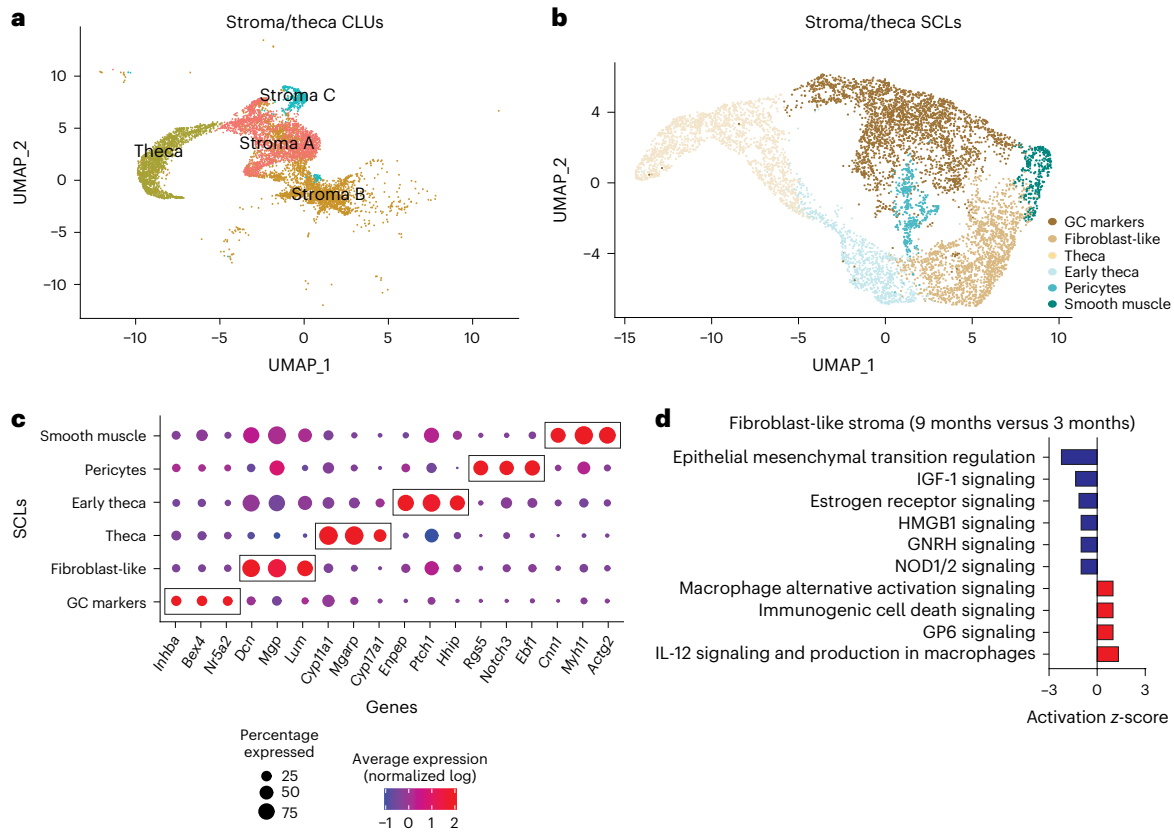 a
Stroma/theca CLUs
UMAP_2
10
5
0
−5
−10
Stroma C
Stroma A
Theca
Stroma B
−10
−5
0
5
10
UMAP_1
b
Stroma/theca SCLs
UMAP_2
4
0
−4
GC markers
Fibroblast-like
Theca
Early theca
Pericytes
Smooth muscle
−15
−10
−5
0
5
10
UMAP_1
c
SCLs
Smooth muscle
Pericytes
Early theca
Theca
Fibroblast-like
GC markers
Inhba
Bex4
Nr5a2
Dcn
Mgp
Lum
Cyp11a1
Mgarp
Cyp17a1
Enpep
Ptch1
Hhip
Rgs5
Notch3
Ebf1
Cnn1
Myh11
Actg2
Genes
Percentage
expressed
25
50
75
Average expression
(normalized log)
−1 0 1 2
d
Fibroblast-like stroma (9 months versus 3 months)
Epithelial mesenchymal transition regulation
IGF-1 signaling
Estrogen receptor signaling
HMGB1 signaling
GNRH signaling
NOD1/2 signaling
Macrophage alternative activation signaling
Immunogenic cell death signaling
GP6 signaling
IL-12 signaling and production in macrophages
−3 0 3
Activation z-score